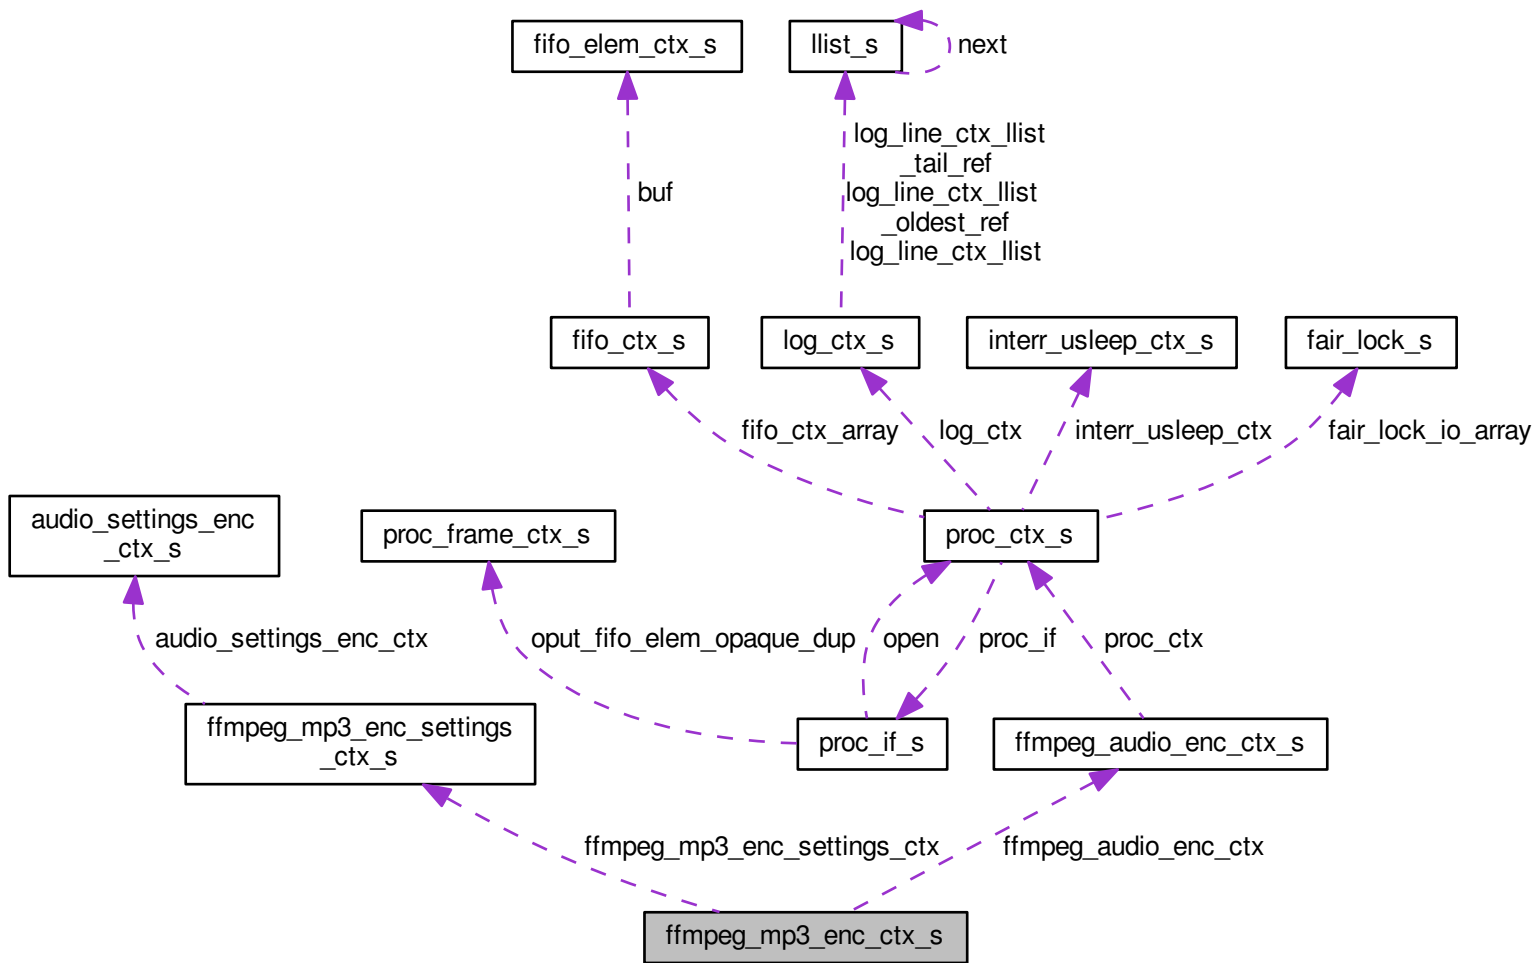 fifo_elem_ctx_s
llist_s
next
log_line_ctx_llist
_tail_ref
log_line_ctx_llist
_oldest_ref
log_line_ctx_llist
buf
fifo_ctx_s
log_ctx_s
interr_usleep_ctx_s
fair_lock_s
fifo_ctx_array
log_ctx
interr_usleep_ctx
fair_lock_io_array
audio_settings_enc
_ctx_s
proc_frame_ctx_s
proc_ctx_s
audio_settings_enc_ctx
oput_fifo_elem_opaque_dup
open
proc_if
proc_ctx
ffmpeg_mp3_enc_settings
_ctx_s
proc_if_s
ffmpeg_audio_enc_ctx_s
ffmpeg_mp3_enc_settings_ctx
ffmpeg_audio_enc_ctx
ffmpeg_mp3_enc_ctx_s